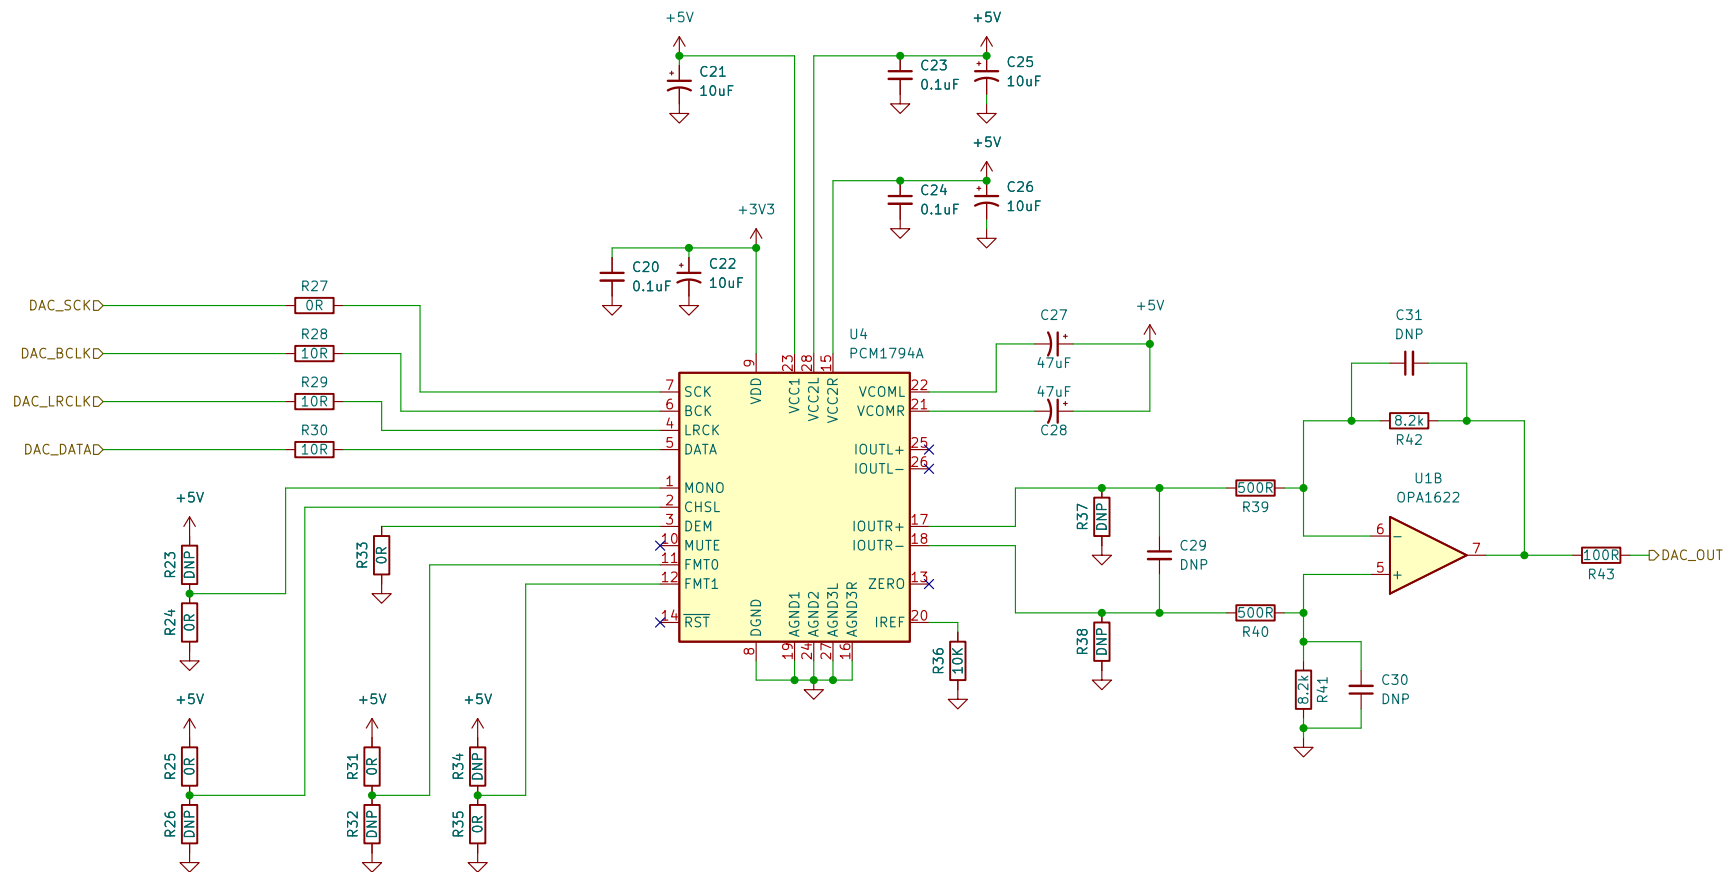 +5V
C21
10uF
+5V
C23
0.1uF
C25
10uF
+5V
C24
0.1uF
C26
10uF
+3V3
C20
0.1uF
C22
10uF
DAC_SCK
R27
0R
DAC_BCLK
R28
10R
DAC_LRCLK
R29
10R
DAC_DATA
R30
10R
U4
PCM1794A
9
VDD
23
VCC1
28
VCC2L
15
VCC2R
7
SCK
6
BCK
4
LRCK
5
DATA
1
MONO
2
CHSL
3
DEM
10
MUTE
11
FMT0
12
FMT1
14
RST
VCOML
22
VCOMR
21
IOUTL+
25
IOUTL-
26
IOUTR+
17
IOUTR-
18
ZERO
13
IREF
20
DGND
8
AGND1
19
AGND2
24
AGND3L
27
AGND3R
16
C27
47uF
+5V
47uF
C28
+5V
R23
DNP
R24
0R
R33
0R
+5V
R25
0R
R26
DNP
+5V
R31
0R
R32
DNP
+5V
R34
DNP
R35
0R
R36
10K
R37
DNP
R38
DNP
C29
DNP
500R
R39
500R
R40
C31
DNP
8.2k
R42
U1B
OPA1622
6
-
5
+
7
8.2k
R41
C30
DNP
100R
R43
DAC_OUT